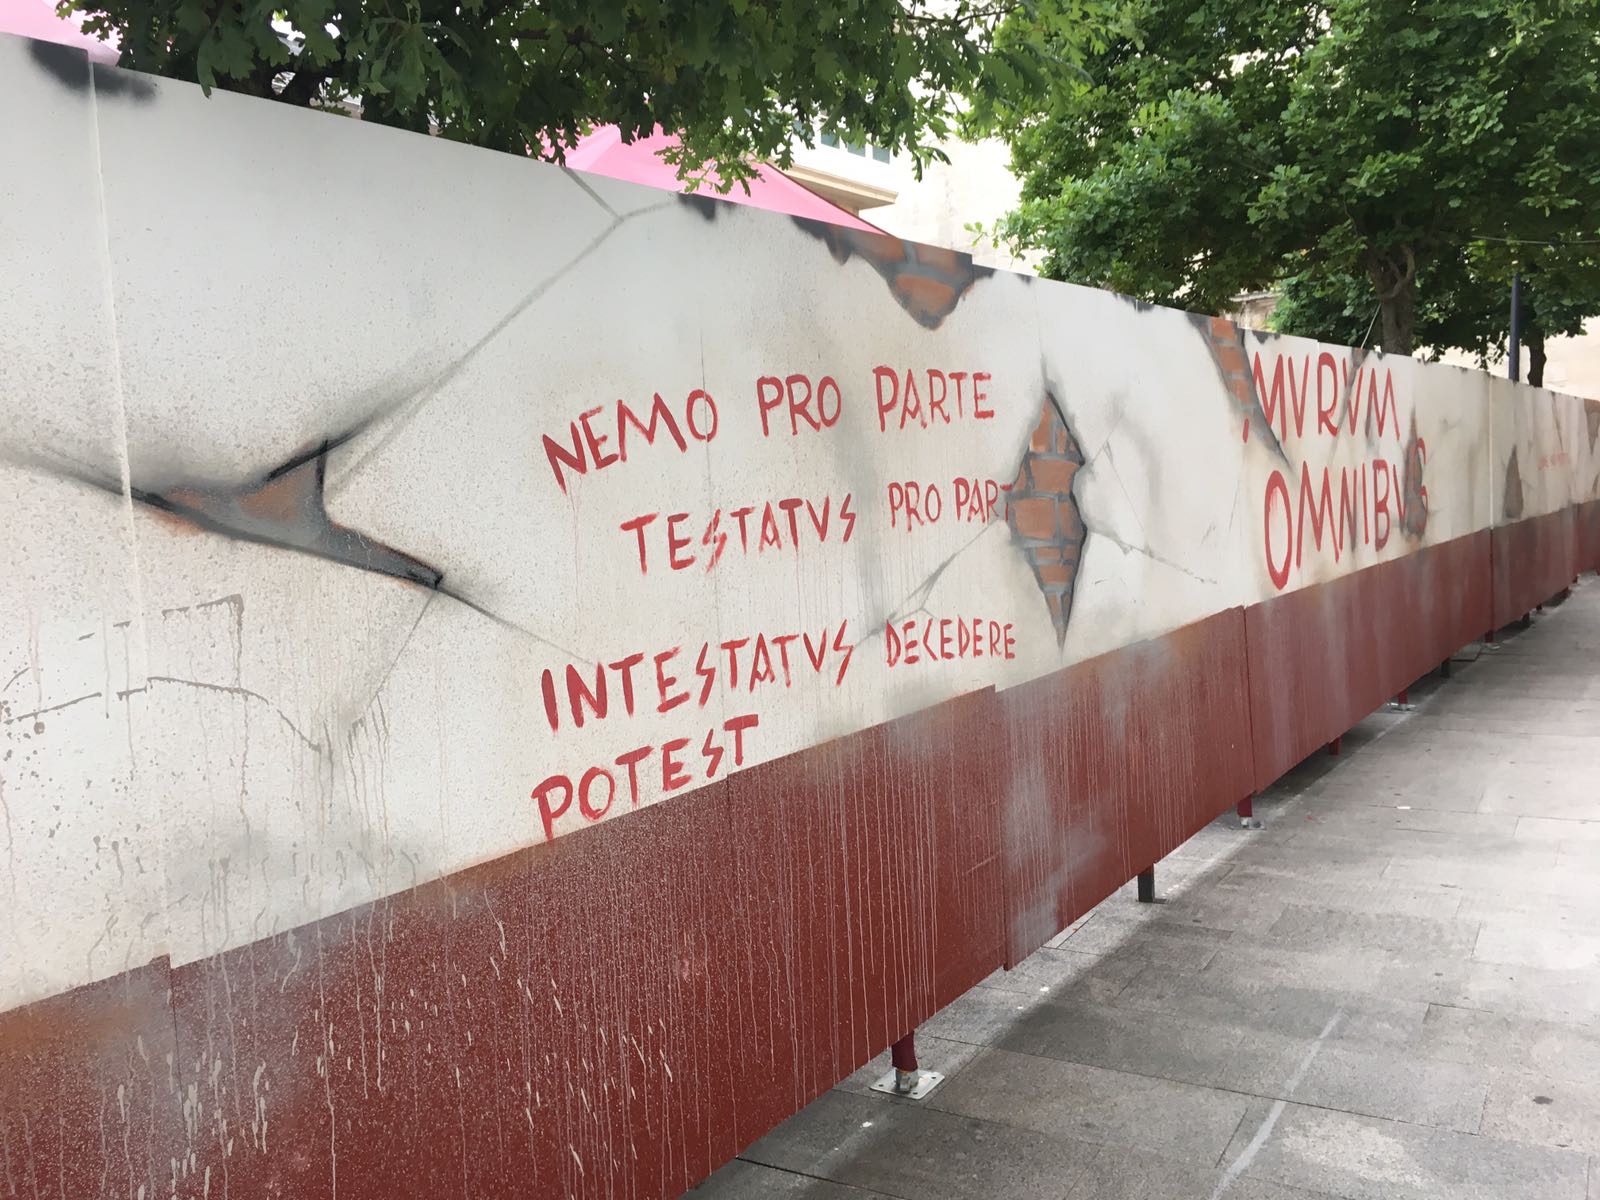 NEMO PRO PARTE
TESTATVS PRO PART
INTESTATVS DECEDERE
POTEST
MVRVM
OMNIBVS